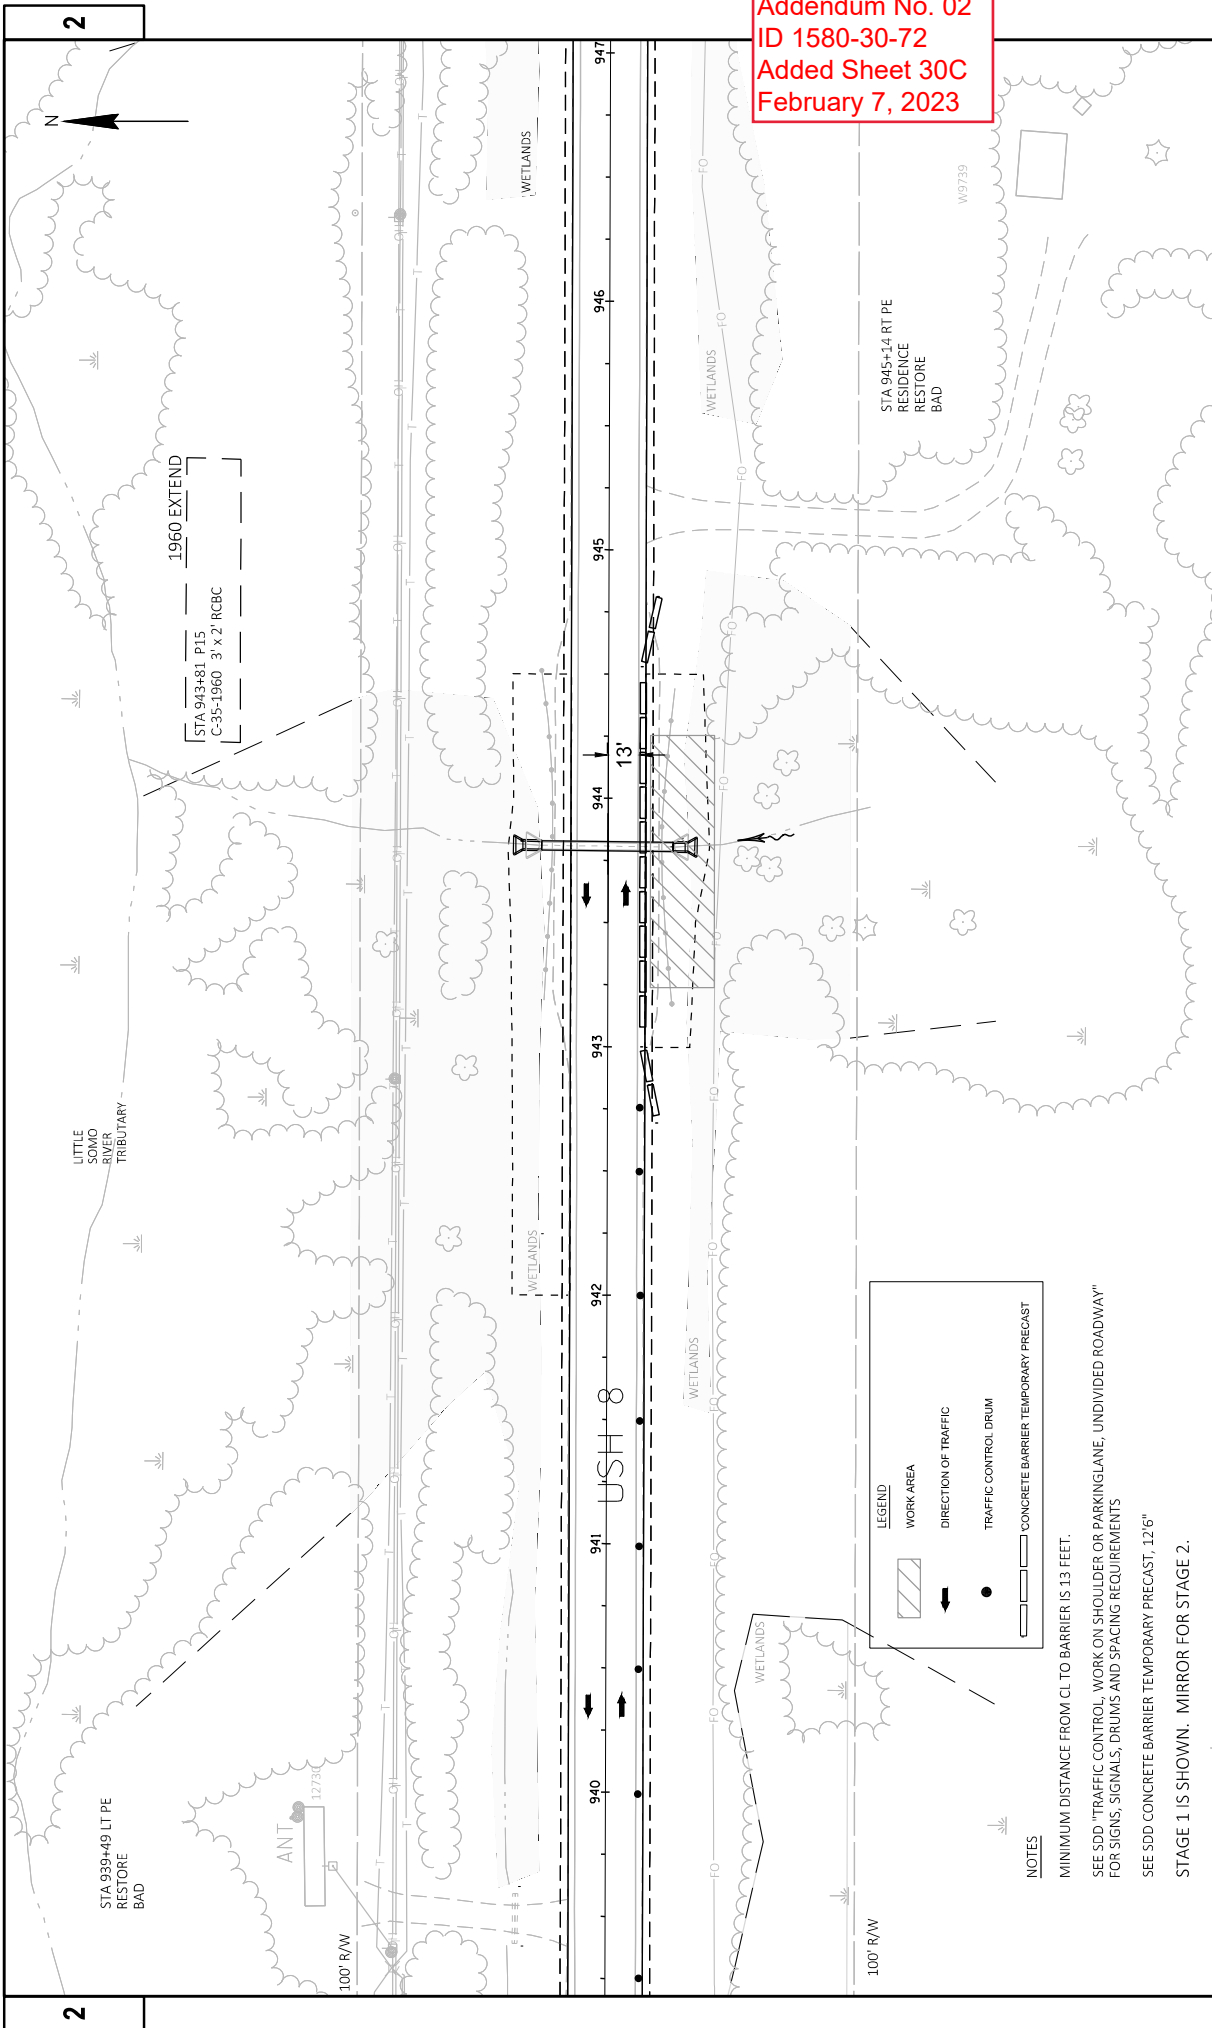 Addendum No. 02
ID 1580-30-72
Added Sheet 30C
February 7, 2023
2
2
N
STA 939+49 LT PE
RESTORE
BAD
LITTLE
SOMO
RIVER
TRIBUTARY
1960 EXTEND
STA 943+81 P15
C-35-1960 3' x 2' RCBC
ANT
12730
100' R/W
WETLANDS
WETLANDS
USH 8
940
941
942
943
944
945
946
947
13'
WETLANDS
WETLANDS
WETLANDS
STA 945+14 RT PE
RESIDENCE
RESTORE
BAD
W9739
100' R/W
LEGEND
WORK AREA
DIRECTION OF TRAFFIC
TRAFFIC CONTROL DRUM
CONCRETE BARRIER TEMPORARY PRECAST
NOTES
MINIMUM DISTANCE FROM CL TO BARRIER IS 13 FEET.
SEE SDD "TRAFFIC CONTROL, WORK ON SHOULDER OR PARKINGLANE, UNDIVIDED ROADWAY"
FOR SIGNS, SIGNALS, DRUMS AND SPACING REQUIREMENTS
SEE SDD CONCRETE BARRIER TEMPORARY PRECAST, 12'6"
STAGE 1 IS SHOWN. MIRROR FOR STAGE 2.